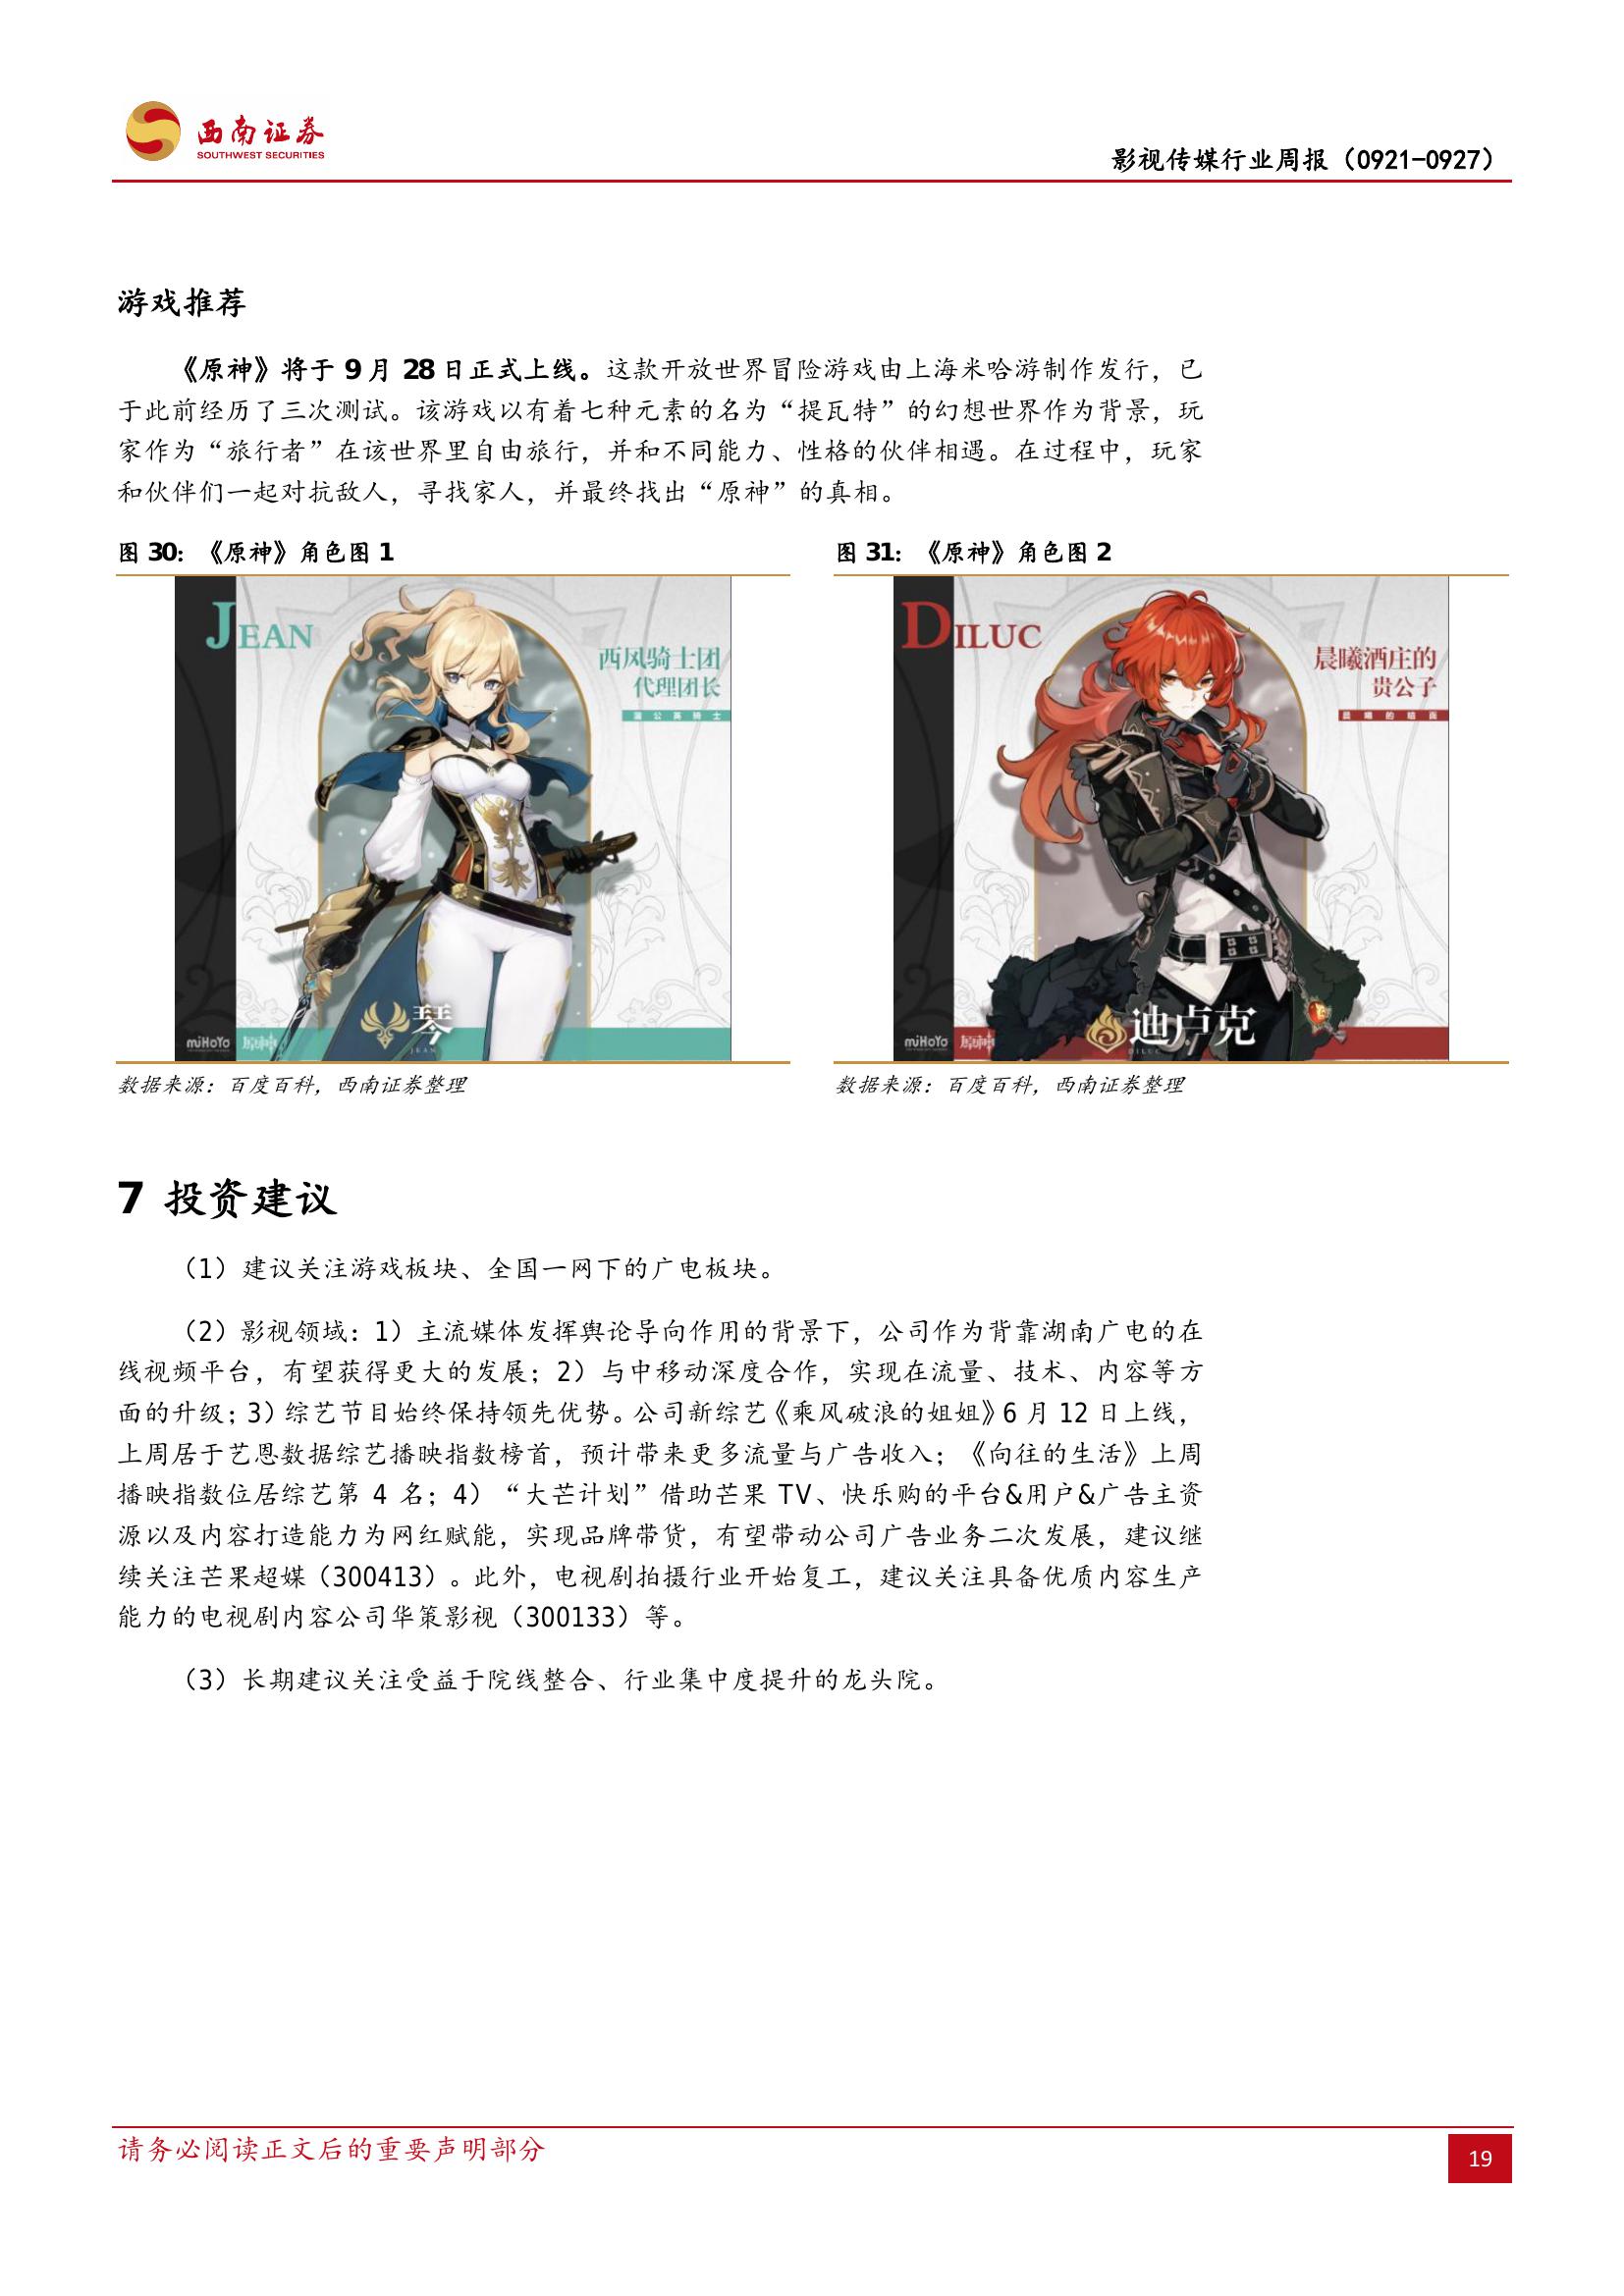 西南证券
SOUTHWEST SECURITIES
影视传媒行业周报（0921-0927）
游戏推荐
《原神》将于 9 月 28 日正式上线。这款开放世界冒险游戏由上海米哈游制作发行，已
于此前经历了三次测试。该游戏以有着七种元素的名为“提瓦特”的幻想世界作为背景，玩
家作为“旅行者”在该世界里自由旅行，并和不同能力、性格的伙伴相遇。在过程中，玩家
和伙伴们一起对抗敌人，寻找家人，并最终找出“原神”的真相。
图 30：《原神》角色图 1
JEAN
西风骑士团
代理团长
蒲公英骑士
琴
JEAN
miHoYo 原神
数据来源：百度百科，西南证券整理
图 31：《原神》角色图 2
DILUC
晨曦酒庄的
贵公子
迪卢克
DILUC
miHoYo 原神
数据来源：百度百科，西南证券整理
7 投资建议
（1）建议关注游戏板块、全国一网下的广电板块。
（2）影视领域：1）主流媒体发挥舆论导向作用的背景下，公司作为背靠湖南广电的在
线视频平台，有望获得更大的发展；2）与中移动深度合作，实现在流量、技术、内容等方
面的升级；3）综艺节目始终保持领先优势。公司新综艺《乘风破浪的姐姐》6 月 12 日上线，
上周居于艺恩数据综艺播映指数榜首，预计带来更多流量与广告收入；《向往的生活》上周
播映指数位居综艺第 4 名；4）“大芒计划”借助芒果 TV、快乐购的平台&用户&广告主资
源以及内容打造能力为网红赋能，实现品牌带货，有望带动公司广告业务二次发展，建议继
续关注芒果超媒（300413）。此外，电视剧拍摄行业开始复工，建议关注具备优质内容生产
能力的电视剧内容公司华策影视（300133）等。
（3）长期建议关注受益于院线整合、行业集中度提升的龙头院。
请务必阅读正文后的重要声明部分
19